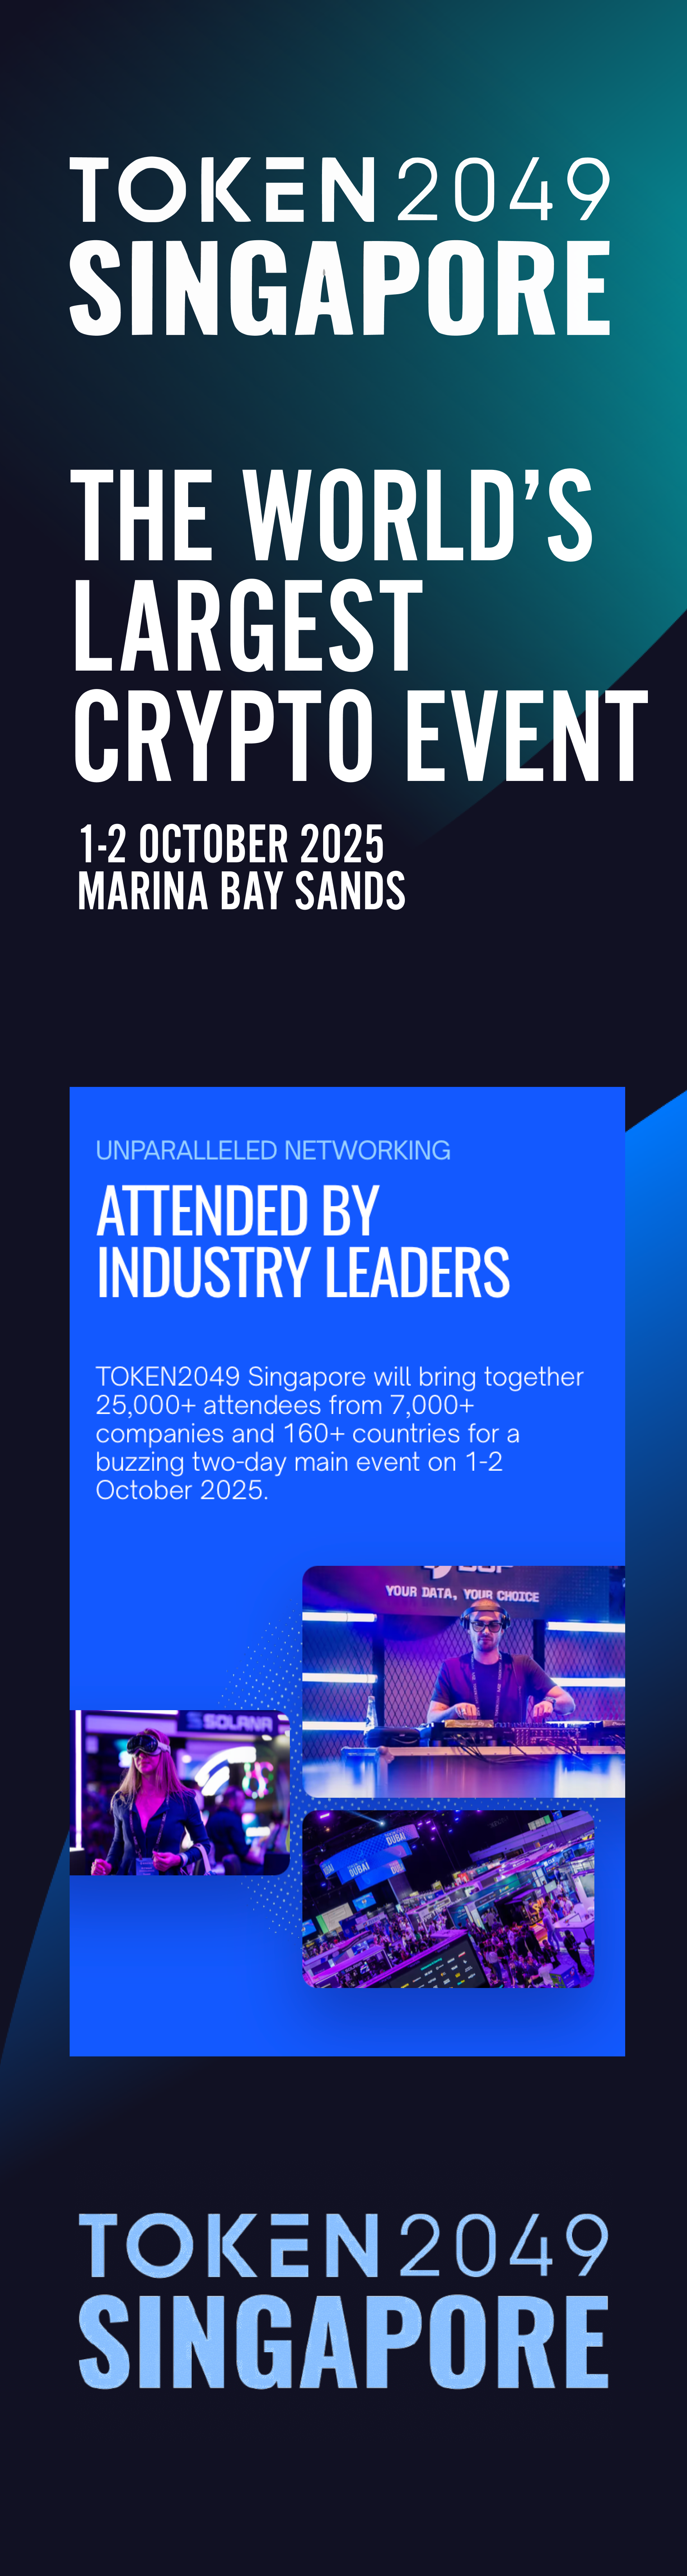 TOKEN2049
SINGAPORE
THE WORLD’S
LARGEST
CRYPTO EVENT
1-2 OCTOBER 2025
MARINA BAY SANDS
UNPARALLELED NETWORKING
ATTENDED BY
INDUSTRY LEADERS
TOKEN2049 Singapore will bring together
25,000+ attendees from 7,000+
companies and 160+ countries for a
buzzing two-day main event on 1-2
October 2025.
YOUR DATA, YOUR CHOICE
SOLANA
DUBAI
DUBAI
TOKEN2049
SINGAPORE